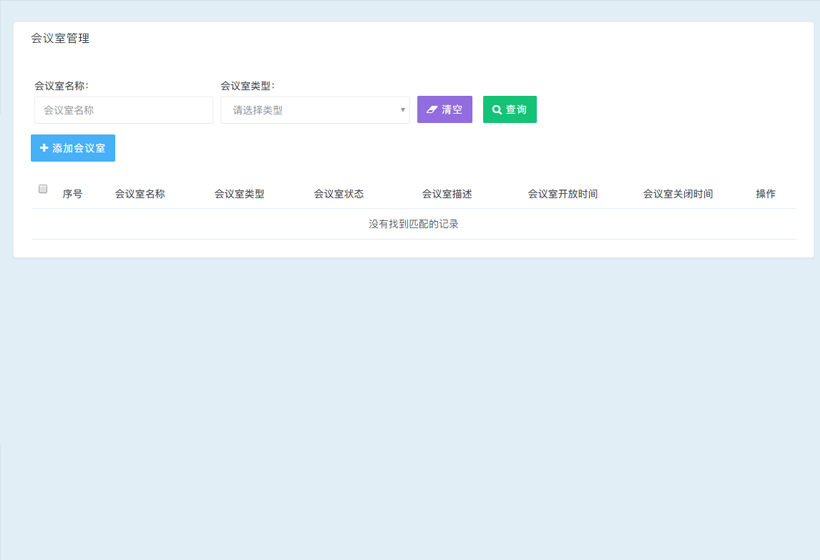 会议室管理
会议室名称: 会议室类型:
会议室名称 请选择类型 清空 查询
添加会议室
序号 会议室名称 会议室类型 会议室状态 会议室描述 会议室开放时间 会议室关闭时间 操作
没有找到匹配的记录